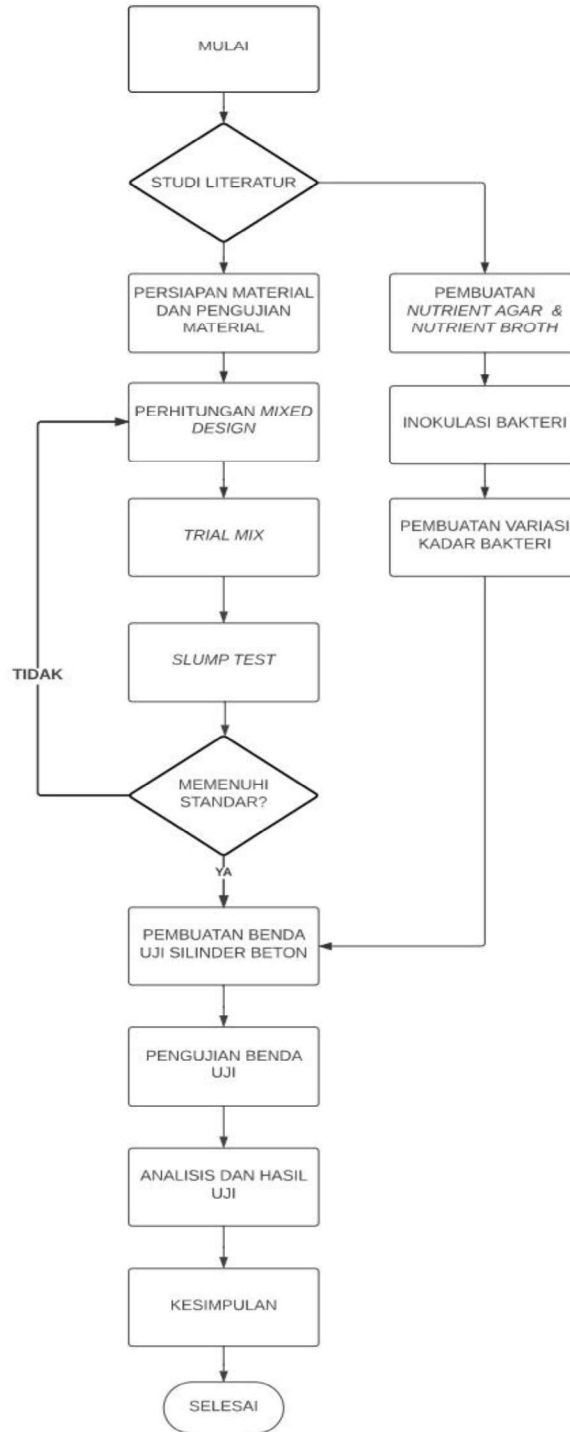 MULAI
STUDI LITERATUR
PERSIAPAN MATERIAL
DAN PENGUJIAN
MATERIAL
PEMBUATAN
NUTRIENT AGAR &
NUTRIENT BROTH
PERHITUNGAN MIXED
DESIGN
INOKULASI BAKTERI
TRIAL MIX
PEMBUATAN VARIASI
KADAR BAKTERI
SLUMP TEST
TIDAK
MEMENUHI
STANDAR?
YA
PEMBUATAN BENDA
UJI SILINDER BETON
PENGUJIAN BENDA
UJI
ANALISIS DAN HASIL
UJI
KESIMPULAN
SELESAI